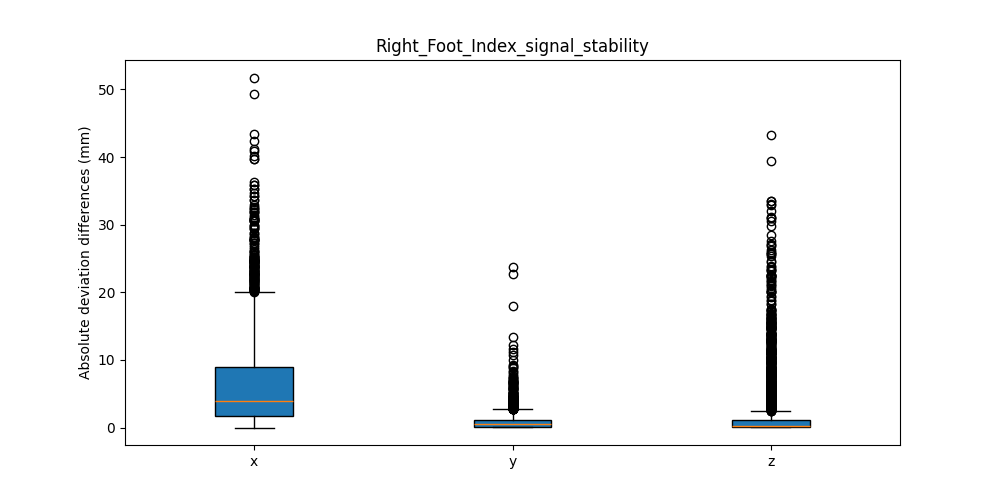 Right_Foot_Index_signal_stability
Absolute deviation differences (mm)
50
40
30
20
10
0
x
y
z